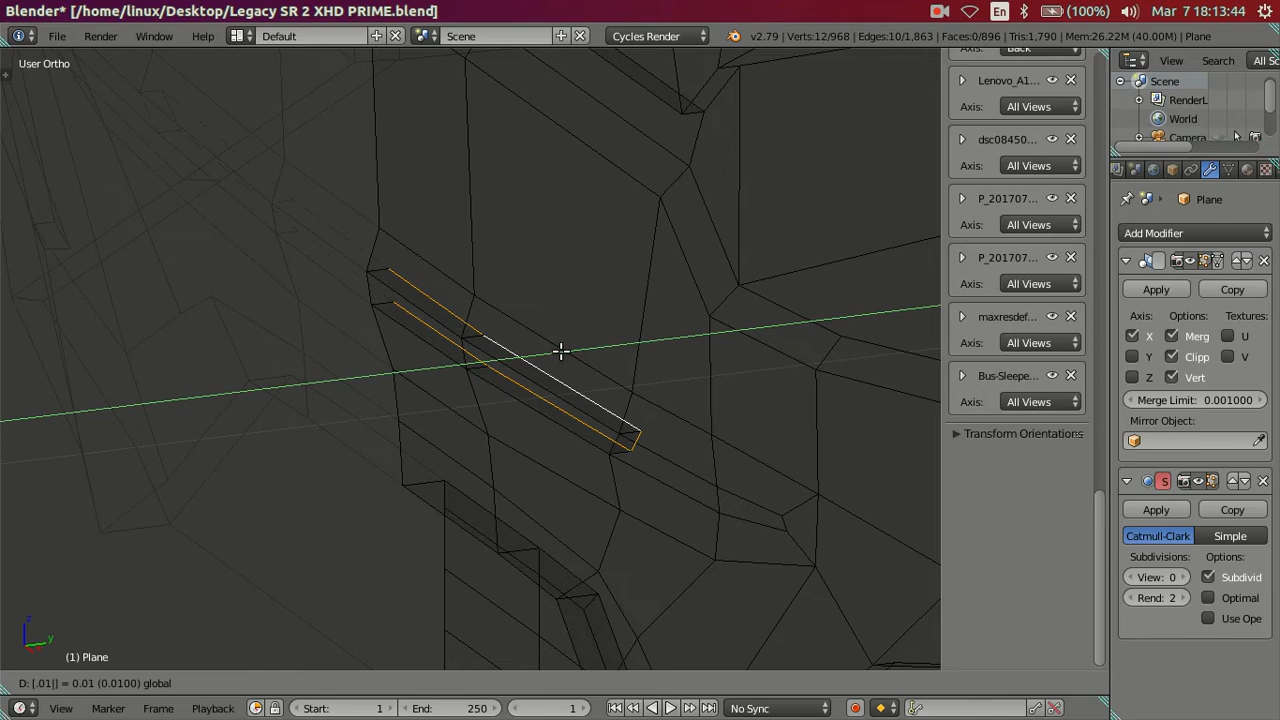 Blender* [/home/linux/Desktop/Legacy SR 2 XHD PRIME.blend]
En (100%) Mar 7 18:13:44
File Render Window Help Default Scene Cycles Render v2.79 | Verts:12/968 | Edges:10/1,863 | Faces:0/896 | Tris:1,790 | Mem:26.22M (40.00M) | Plane
User Ortho
Axis: Back
Lenovo_A1...
Axis: All Views
dsc08450...
Axis: All Views
P_201707...
Axis: All Views
P_201707...
Axis: All Views
maxresdef...
Axis: All Views
Bus-Sleepe...
Axis: All Views
Transform Orientations
View Search All Sc
Scene
RenderL
World
Camera
Plane
Add Modifier
Apply Copy
Axis: Options: Textures:
X Merg U
Y Clipp V
Z Vert
Merge Limit: 0.001000
Mirror Object:
S
Apply Copy
Catmull-Clark Simple
Subdivisions: Options:
View: 0 Subdivid
Rend: 2 Optimal
Use Ope
z
y
(1) Plane
D: [.01|] = 0.01 (0.0100) global
View Marker Frame Playback Start: 1 End: 250 1 No Sync